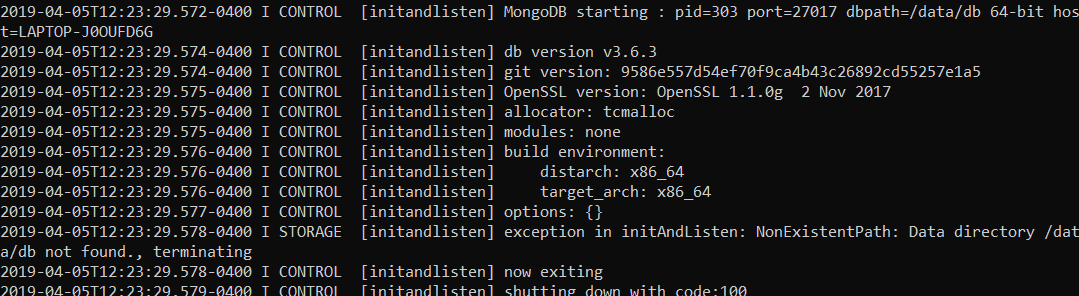 2019-04-05T12:23:29.572-0400 I CONTROL  [initandlisten] MongoDB starting : pid=303 port=27017 dbpath=/data/db 64-bit hos
t=LAPTOP-J0OUFD6G
2019-04-05T12:23:29.574-0400 I CONTROL  [initandlisten] db version v3.6.3
2019-04-05T12:23:29.574-0400 I CONTROL  [initandlisten] git version: 9586e557d54ef70f9ca4b43c26892cd55257e1a5
2019-04-05T12:23:29.575-0400 I CONTROL  [initandlisten] OpenSSL version: OpenSSL 1.1.0g  2 Nov 2017
2019-04-05T12:23:29.575-0400 I CONTROL  [initandlisten] allocator: tcmalloc
2019-04-05T12:23:29.575-0400 I CONTROL  [initandlisten] modules: none
2019-04-05T12:23:29.576-0400 I CONTROL  [initandlisten] build environment:
2019-04-05T12:23:29.576-0400 I CONTROL  [initandlisten]     distarch: x86_64
2019-04-05T12:23:29.576-0400 I CONTROL  [initandlisten]     target_arch: x86_64
2019-04-05T12:23:29.577-0400 I CONTROL  [initandlisten] options: {}
2019-04-05T12:23:29.578-0400 I STORAGE  [initandlisten] exception in initAndListen: NonExistentPath: Data directory /dat
a/db not found., terminating
2019-04-05T12:23:29.578-0400 I CONTROL  [initandlisten] now exiting
2019-04-05T12:23:29.579-0400 I CONTROL  [initandlisten] shutting down with code:100